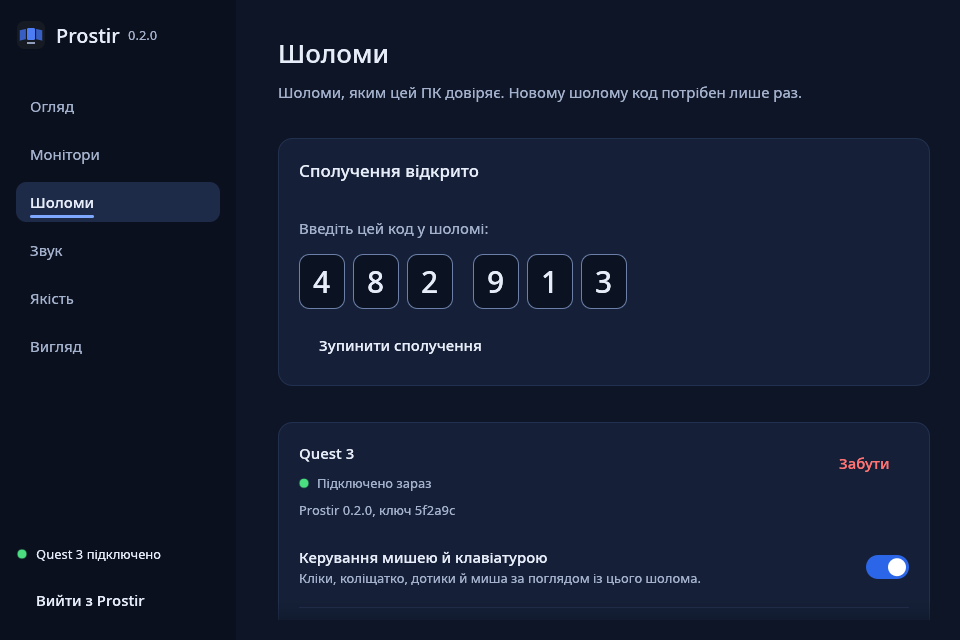 Prostir 0.2.0
Огляд
Монітори
Шоломи
Звук
Якість
Вигляд
Quest 3 підключено
Вийти з Prostir
Шоломи
Шоломи, яким цей ПК довіряє. Новому шолому код потрібен лише раз.
Сполучення відкрито
Введіть цей код у шоломі:
4 8 2 9 1 3
Зупинити сполучення
Quest 3
Забути
Підключено зараз
Prostir 0.2.0, ключ 5f2a9c
Керування мишею й клавіатурою
Кліки, коліщатко, дотики й миша за поглядом із цього шолома.